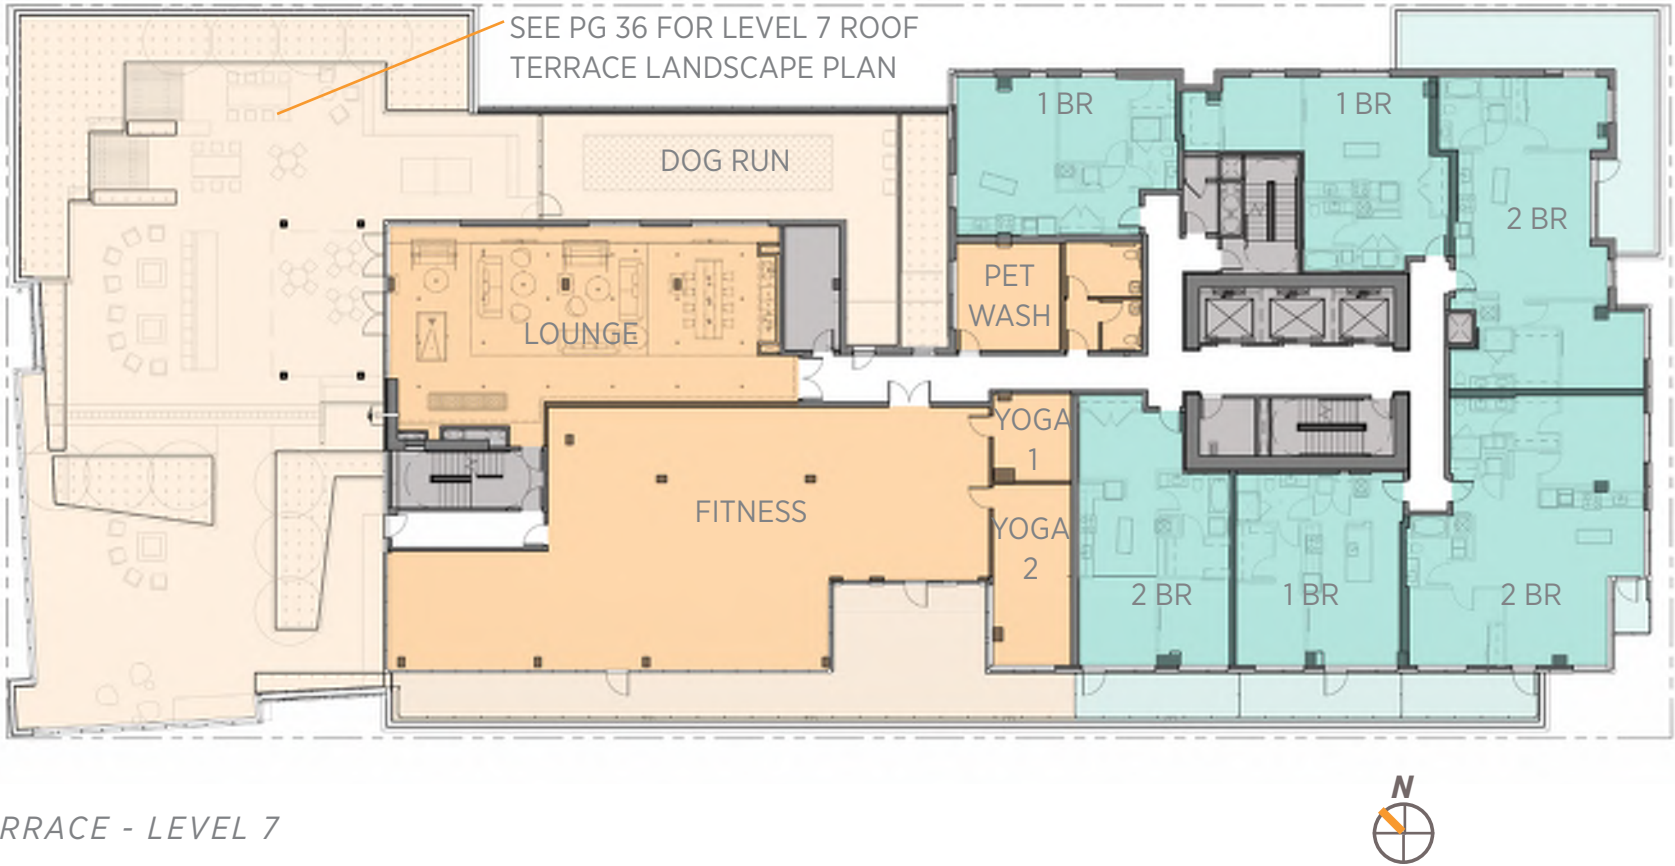 SEE PG 36 FOR LEVEL 7 ROOF
TERRACE LANDSCAPE PLAN
1 BR
1 BR
DOG RUN
2 BR
PET
WASH
LOUNGE
YOGA
1
FITNESS
YOGA
2
2 BR
1 BR
2 BR
N
RRACE - LEVEL 7